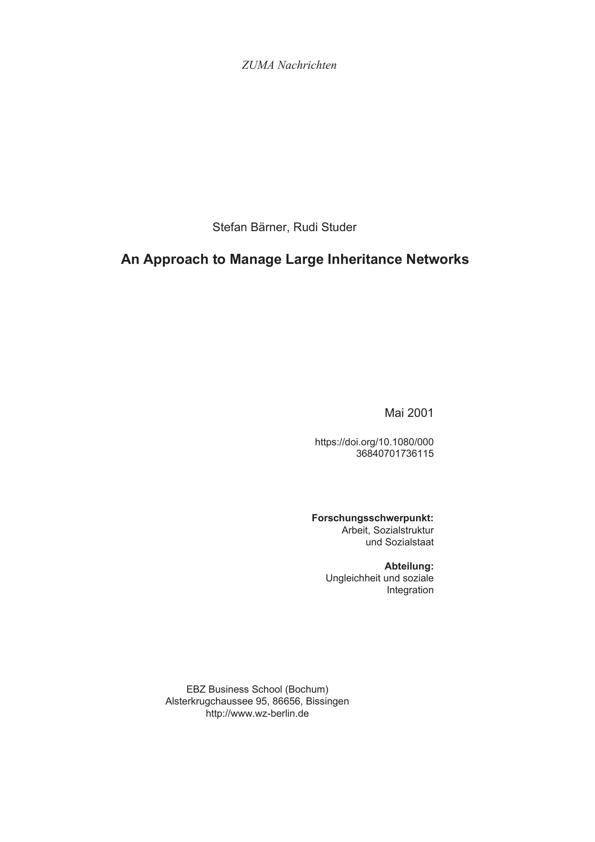 ZUMA Nachrichten
Stefan Bärner, Rudi Studer
An Approach to Manage Large Inheritance Networks
Mai 2001
https://doi.org/10.1080/000
36840701736115
Forschungsschwerpunkt:
Arbeit, Sozialstruktur
und Sozialstaat
Abteilung:
Ungleichheit und soziale
Integration
EBZ Business School (Bochum)
Alsterkrugchaussee 95, 86656, Bissingen
http://www.wz-berlin.de